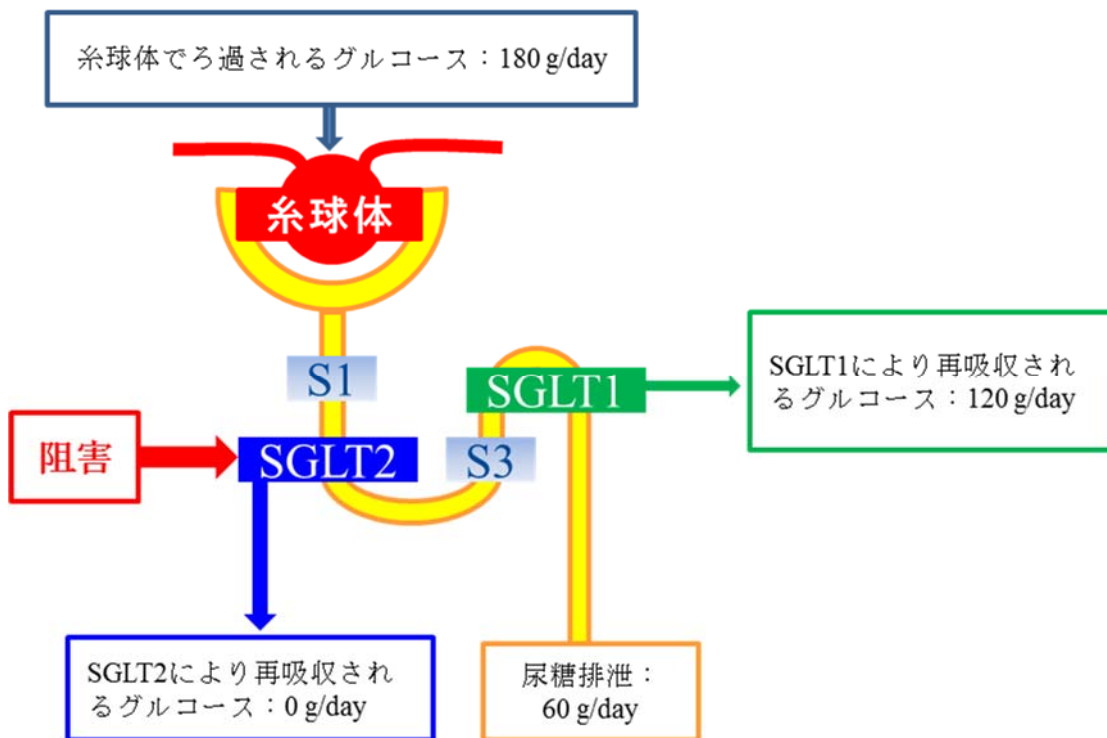 糸球体でろ過されるグルコース：180 g/day
糸球体
S1
SGLT1
SGLT1により再吸収され
るグルコース：120 g/day
阻害
SGLT2
S3
SGLT2により再吸収され
るグルコース：0 g/day
尿糖排泄：
60 g/day